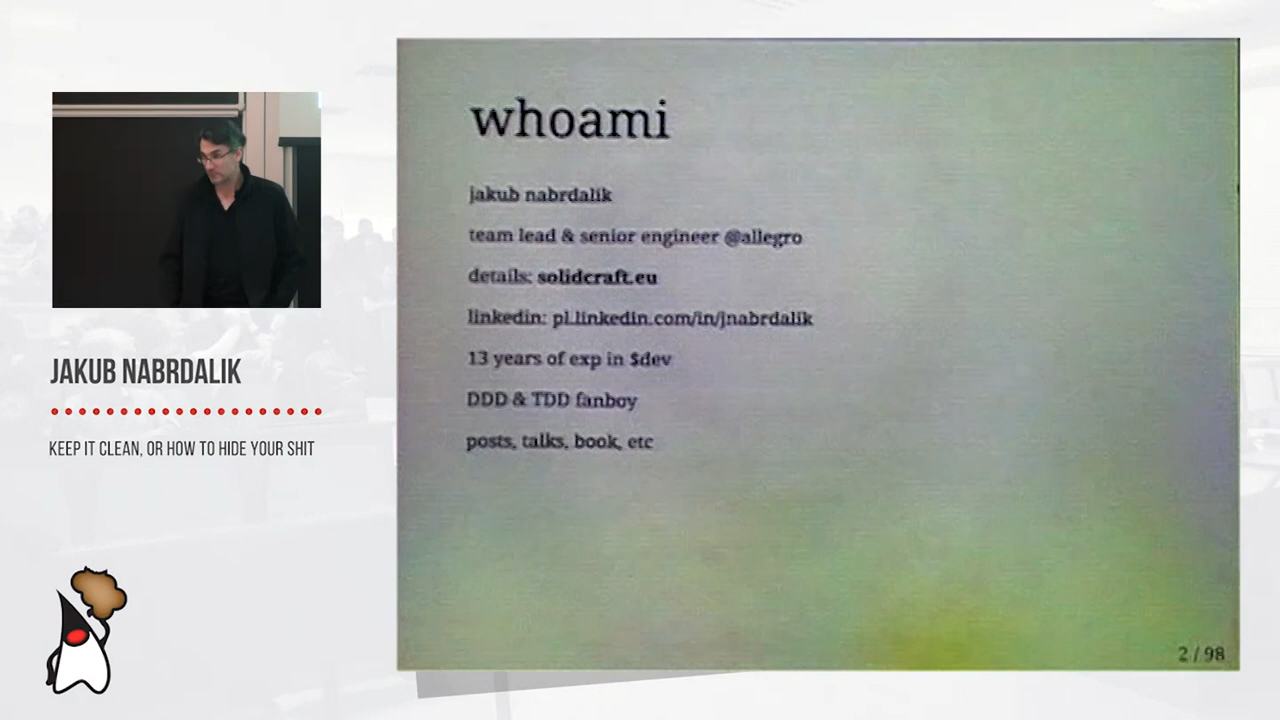 JAKUB NABRDALIK
KEEP IT CLEAN, OR HOW TO HIDE YOUR SHIT
whoami
jakub nabrdalik
team lead & senior engineer @allegro
details: solidcraft.eu
linkedin: pl.linkedin.com/in/jnabrdalik
13 years of exp in $dev
DDD & TDD fanboy
posts, talks, book, etc
2 / 98